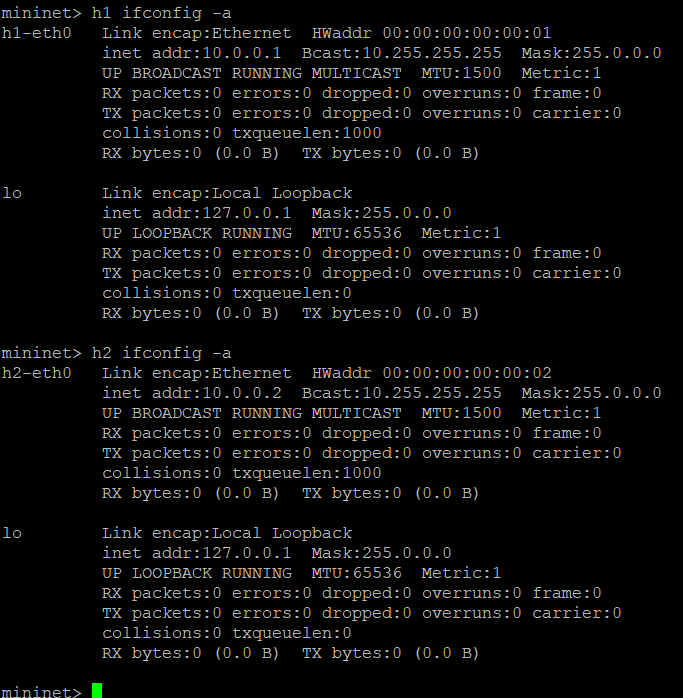 mininet> h1 ifconfig -a
h1-eth0   Link encap:Ethernet  HWaddr 00:00:00:00:00:01
          inet addr:10.0.0.1  Bcast:10.255.255.255  Mask:255.0.0.0
          UP BROADCAST RUNNING MULTICAST  MTU:1500  Metric:1
          RX packets:0 errors:0 dropped:0 overruns:0 frame:0
          TX packets:0 errors:0 dropped:0 overruns:0 carrier:0
          collisions:0 txqueuelen:1000
          RX bytes:0 (0.0 B)  TX bytes:0 (0.0 B)

lo        Link encap:Local Loopback
          inet addr:127.0.0.1  Mask:255.0.0.0
          UP LOOPBACK RUNNING  MTU:65536  Metric:1
          RX packets:0 errors:0 dropped:0 overruns:0 frame:0
          TX packets:0 errors:0 dropped:0 overruns:0 carrier:0
          collisions:0 txqueuelen:0
          RX bytes:0 (0.0 B)  TX bytes:0 (0.0 B)

mininet> h2 ifconfig -a
h2-eth0   Link encap:Ethernet  HWaddr 00:00:00:00:00:02
          inet addr:10.0.0.2  Bcast:10.255.255.255  Mask:255.0.0.0
          UP BROADCAST RUNNING MULTICAST  MTU:1500  Metric:1
          RX packets:0 errors:0 dropped:0 overruns:0 frame:0
          TX packets:0 errors:0 dropped:0 overruns:0 carrier:0
          collisions:0 txqueuelen:1000
          RX bytes:0 (0.0 B)  TX bytes:0 (0.0 B)

lo        Link encap:Local Loopback
          inet addr:127.0.0.1  Mask:255.0.0.0
          UP LOOPBACK RUNNING  MTU:65536  Metric:1
          RX packets:0 errors:0 dropped:0 overruns:0 frame:0
          TX packets:0 errors:0 dropped:0 overruns:0 carrier:0
          collisions:0 txqueuelen:0
          RX bytes:0 (0.0 B)  TX bytes:0 (0.0 B)

mininet>